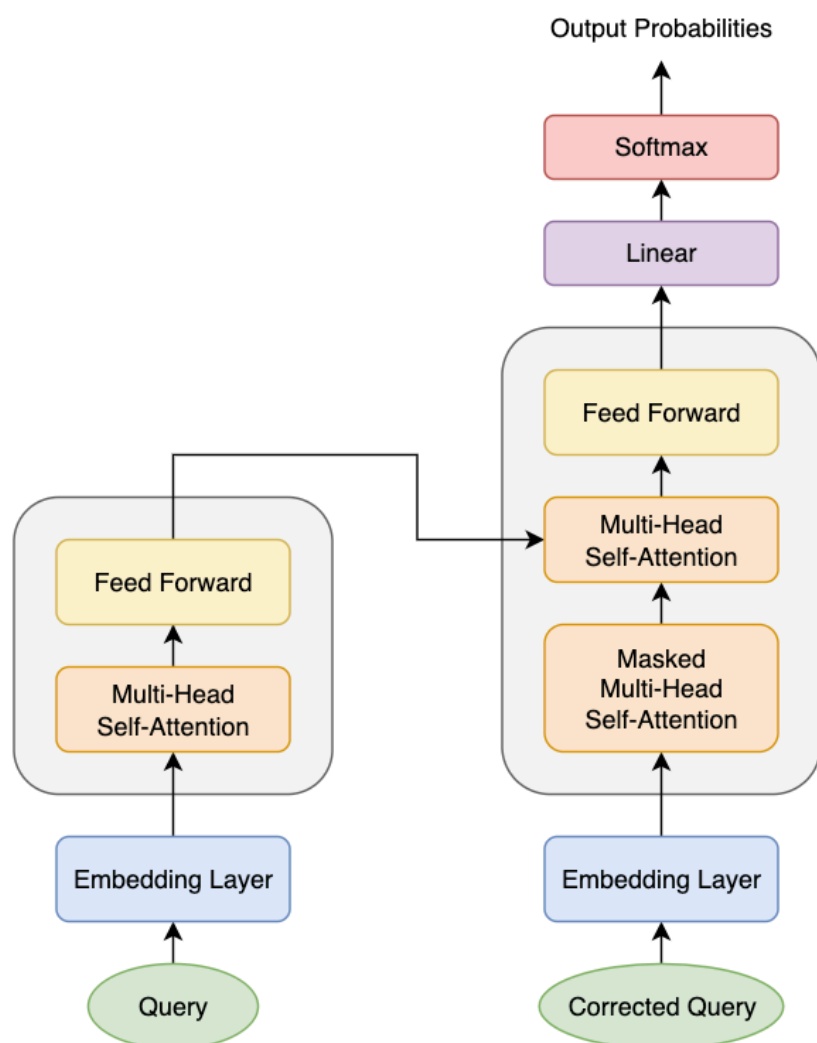 Output Probabilities
Softmax
Linear
Feed Forward
Multi-Head
Self-Attention
Masked
Multi-Head
Self-Attention
Embedding Layer
Corrected Query
Feed Forward
Multi-Head
Self-Attention
Embedding Layer
Query